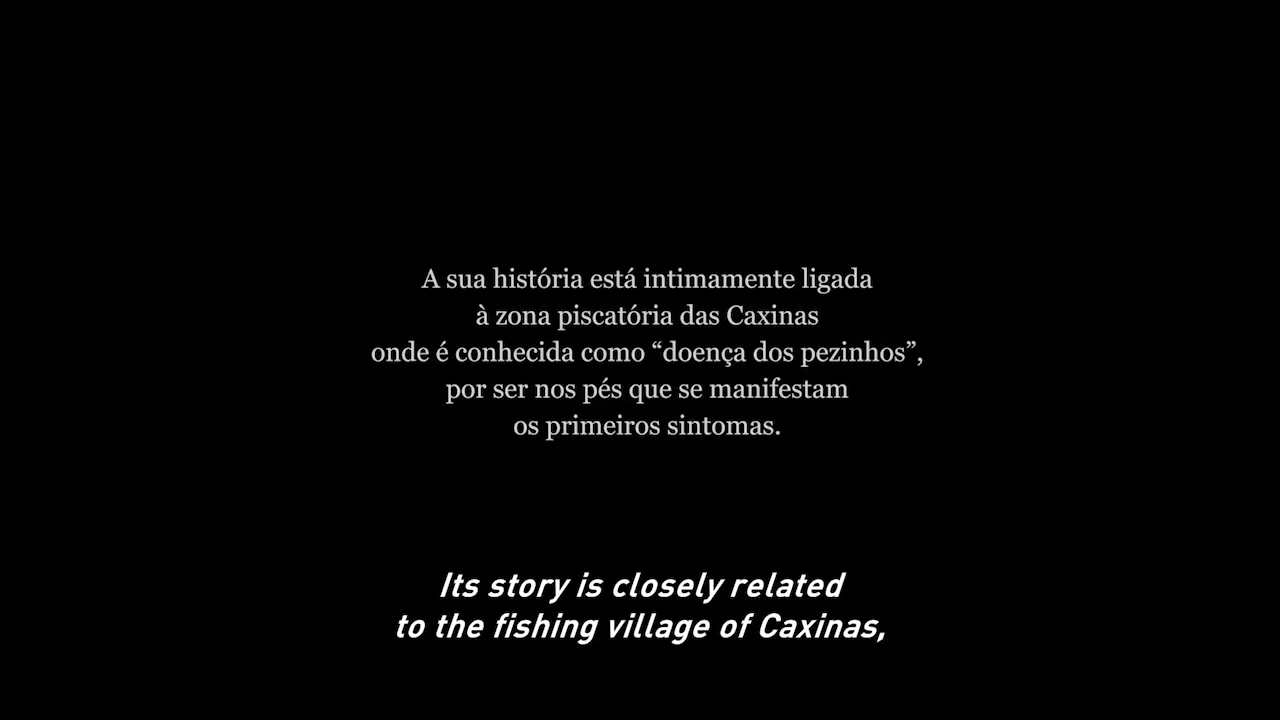 A sua história está intimamente ligada
à zona piscatória das Caxinas
onde é conhecida como “doença dos pezinhos”,
por ser nos pés que se manifestam
os primeiros sintomas.
Its story is closely related
to the fishing village of Caxinas,